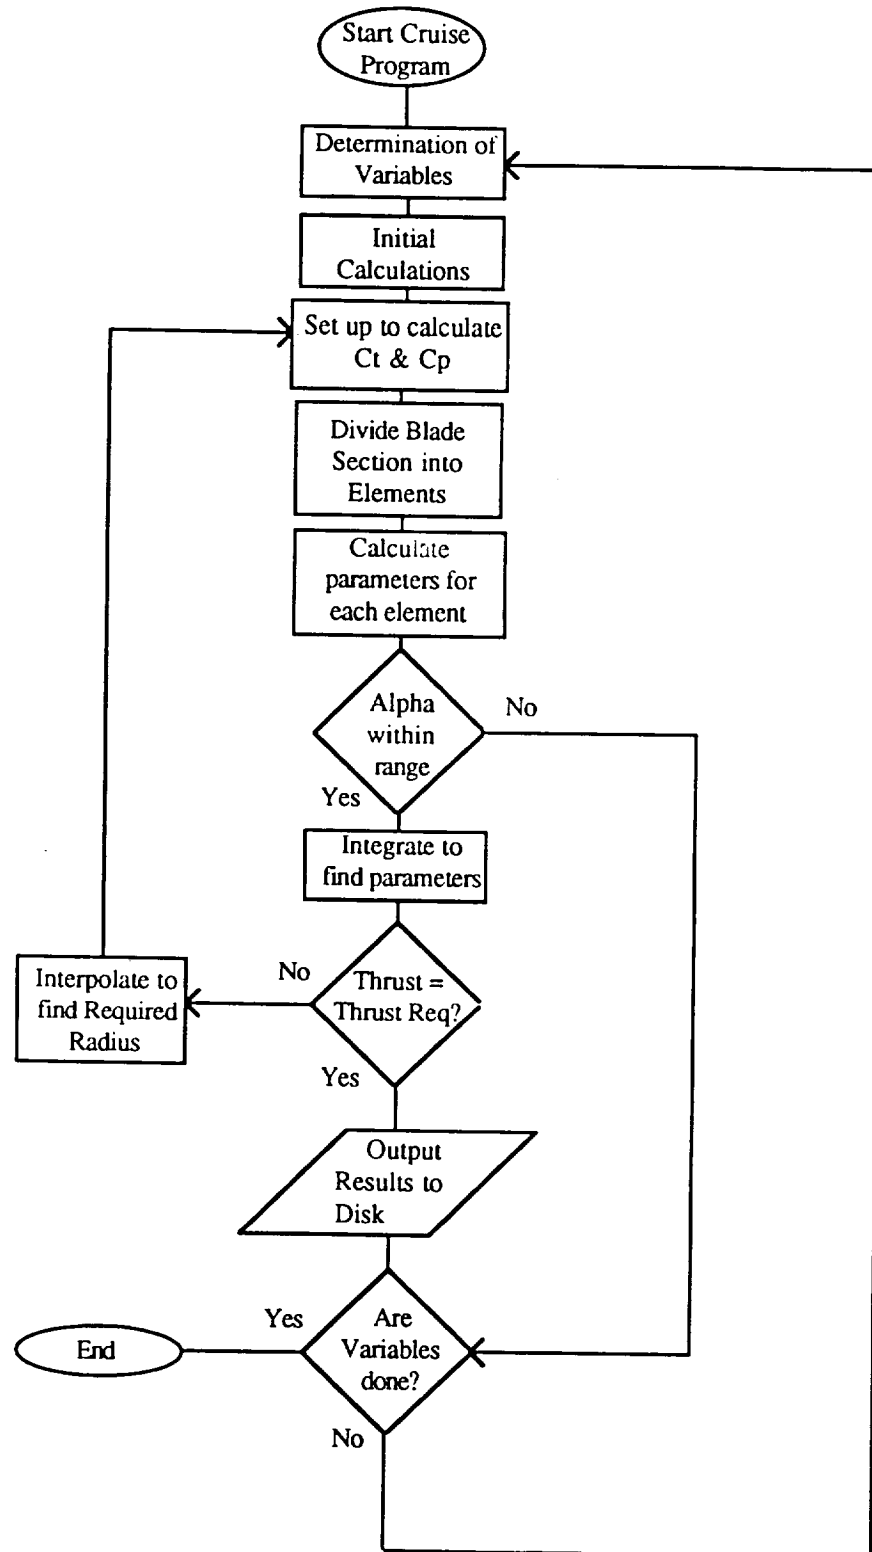 Start Cruise
Program
Determination of
Variables
Initial
Calculations
Set up to calculate
Ct & Cp
Divide Blade
Section into
Elements
Calculate
parameters for
each element
Alpha
within
range
No
Yes
Integrate to
find parameters
Thrust =
Thrust Req?
No
Interpolate to
find Required
Radius
Yes
Output
Results to
Disk
Are
Variables
done?
Yes
End
No